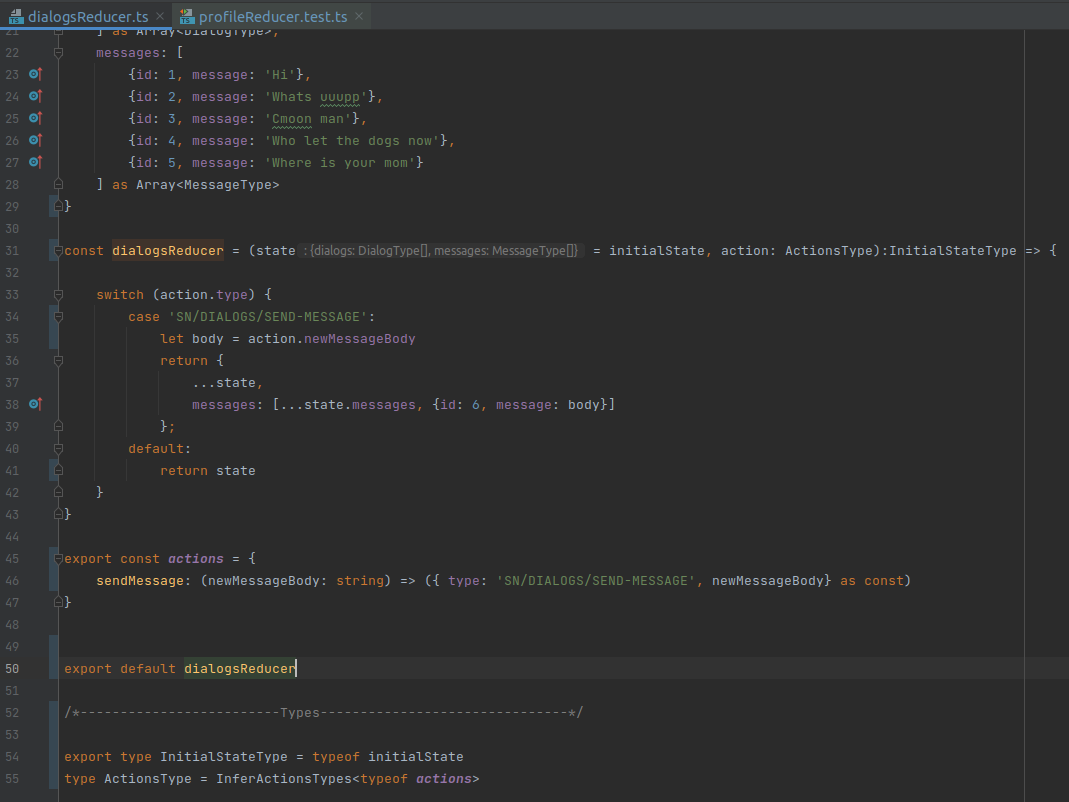 dialogsReducer.ts × profileReducer.test.ts ×
21 ] as Array<DialogType>,
22 messages: [
23 {id: 1, message: 'Hi'},
24 {id: 2, message: 'Whats uuupp'},
25 {id: 3, message: 'Cmoon man'},
26 {id: 4, message: 'Who let the dogs now'},
27 {id: 5, message: 'Where is your mom'}
28 ] as Array<MessageType>
29 }
30
31 const dialogsReducer = (state : {dialogs: DialogType[], messages: MessageType[]} = initialState, action: ActionsType):InitialStateType => {
32
33 switch (action.type) {
34 case 'SN/DIALOGS/SEND-MESSAGE':
35 let body = action.newMessageBody
36 return {
37 ...state,
38 messages: [...state.messages, {id: 6, message: body}]
39 };
40 default:
41 return state
42 }
43 }
44
45 export const actions = {
46 sendMessage: (newMessageBody: string) => ({ type: 'SN/DIALOGS/SEND-MESSAGE', newMessageBody} as const)
47 }
48
49
50 export default dialogsReducer
51
52 /*-------------------------Types-------------------------------*/
53
54 export type InitialStateType = typeof initialState
55 type ActionsType = InferActionsTypes<typeof actions>